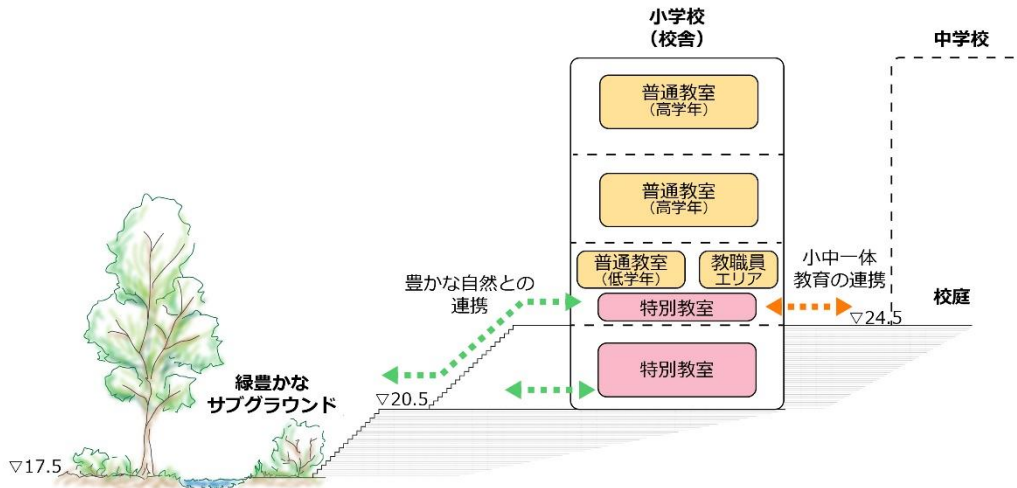 小学校
（校舎）
中学校
普通教室
（高学年）
普通教室
（高学年）
普通教室
（低学年）
教職員
エリア
特別教室
小中一体
教育の連携
豊かな自然との
連携
校庭
▽24.5
特別教室
緑豊かな
サブグラウンド
▽20.5
▽17.5